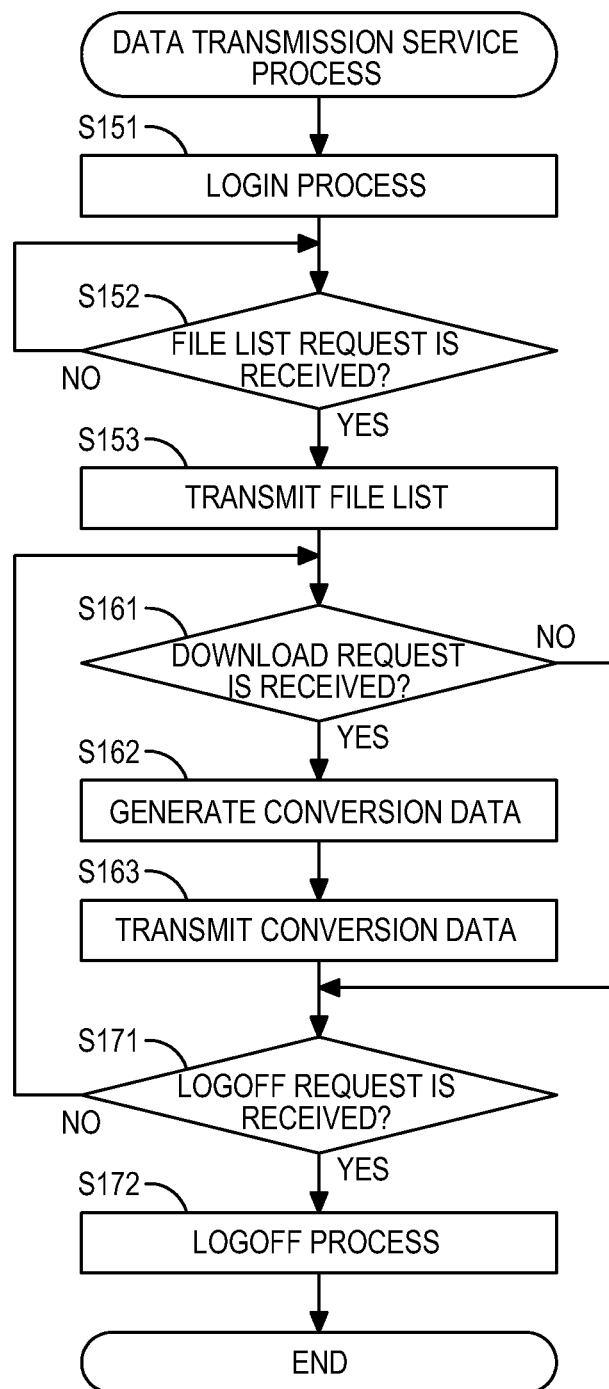 DATA TRANSMISSION SERVICE
PROCESS
S151
LOGIN PROCESS
S152
FILE LIST REQUEST IS
RECEIVED?
NO
YES
S153
TRANSMIT FILE LIST
S161
NO
DOWNLOAD REQUEST
IS RECEIVED?
YES
S162
GENERATE CONVERSION DATA
S163
TRANSMIT CONVERSION DATA
S171
LOGOFF REQUEST IS
RECEIVED?
NO
YES
S172
LOGOFF PROCESS
END